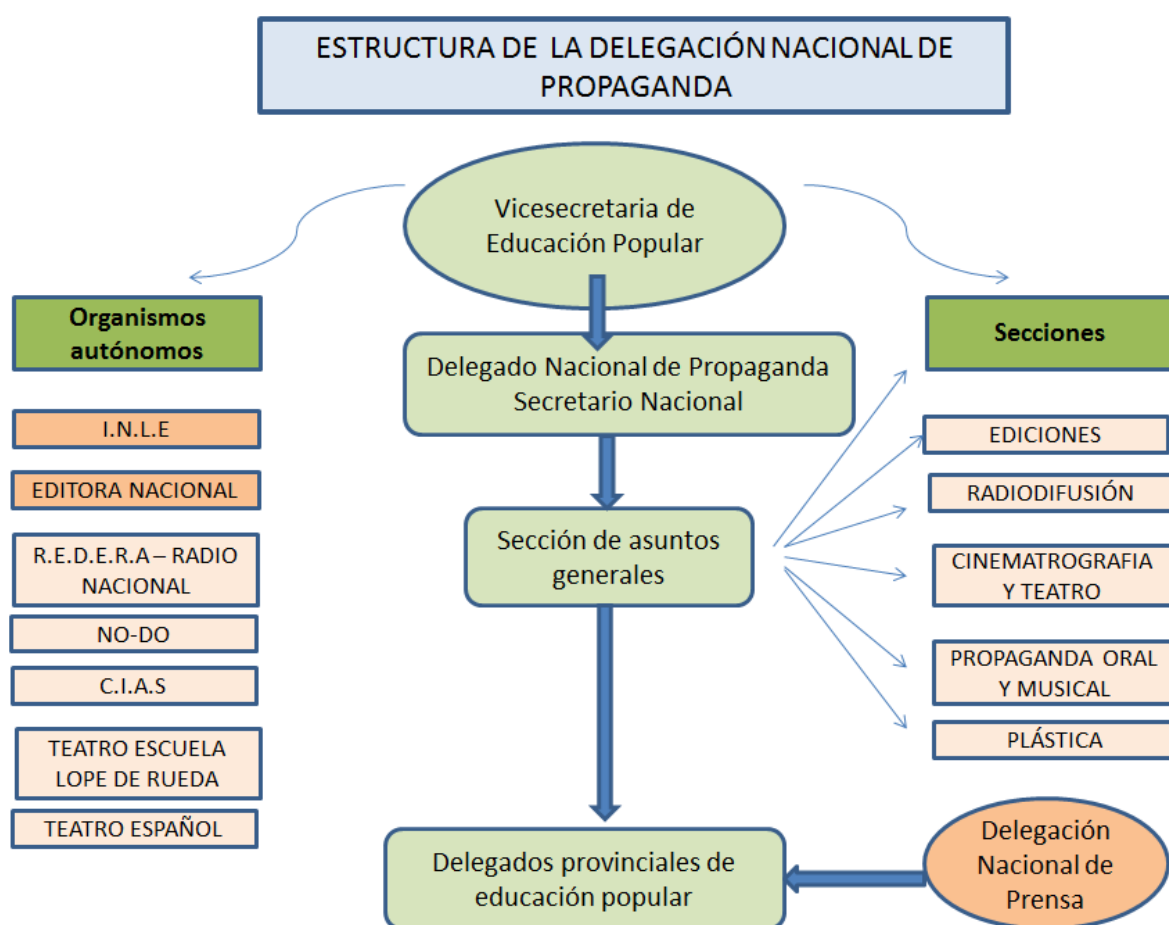 ESTRUCTURA DE LA DELEGACIÓN NACIONAL DE
PROPAGANDA
Vicesecretaria de
Educación Popular
Organismos
autónomos
Secciones
Delegado Nacional de Propaganda
Secretario Nacional
I.N.L.E
EDITORA NACIONAL
R.E.D.E.R.A – RADIO
NACIONAL
NO-DO
C.I.A.S
TEATRO ESCUELA
LOPE DE RUEDA
TEATRO ESPAÑOL
Sección de asuntos
generales
EDICIONES
RADIODIFUSIÓN
CINEMATROGRAFIA
Y TEATRO
PROPAGANDA ORAL
Y MUSICAL
PLÁSTICA
Delegados provinciales de
educación popular
Delegación
Nacional de
Prensa